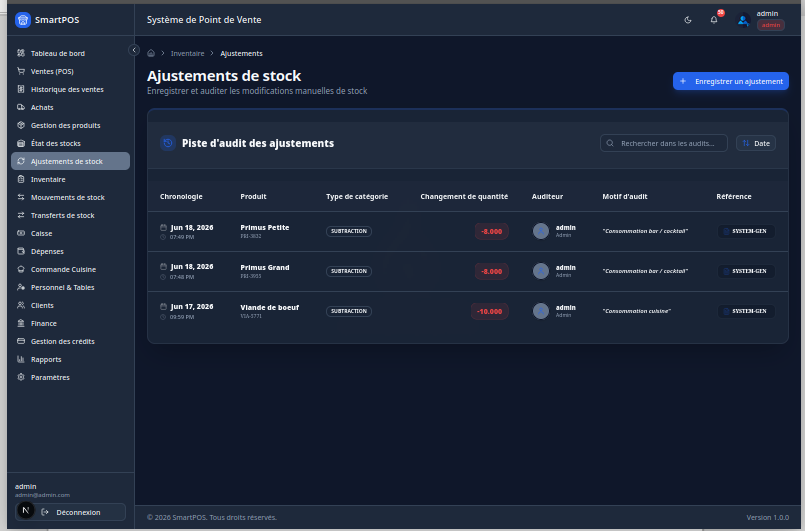 SmartPOS
Système de Point de Vente
admin
admin
Tableau de bord
Ventes (POS)
Historique des ventes
Achats
Gestion des produits
État des stocks
Ajustements de stock
Inventaire
Mouvements de stock
Transferts de stock
Caisse
Dépenses
Commande Cuisine
Personnel & Tables
Clients
Finance
Gestion des crédits
Rapports
Paramètres
admin
admin@admin.com
N
Déconnexion
Inventaire > Ajustements
Ajustements de stock
Enregistrer et auditer les modifications manuelles de stock
+ Enregistrer un ajustement
Piste d'audit des ajustements
Rechercher dans les audits...
Date
Chronologie Produit Type de catégorie Changement de quantité Auditeur Motif d'audit Référence
Jun 18, 2026 Primus Petite SUBTRACTION -8.000 admin "Consommation bar / cocktail" SYSTEM-GEN
07:49 PM Admin
Jun 18, 2026 Primus Grand SUBTRACTION -8.000 admin "Consommation bar / cocktail" SYSTEM-GEN
07:48 PM Admin
Jun 17, 2026 Viande de boeuf SUBTRACTION -10.000 admin "Consommation cuisine" SYSTEM-GEN
09:59 PM VIA-3771 Admin
© 2026 SmartPOS. Tous droits réservés.
Version 1.0.0